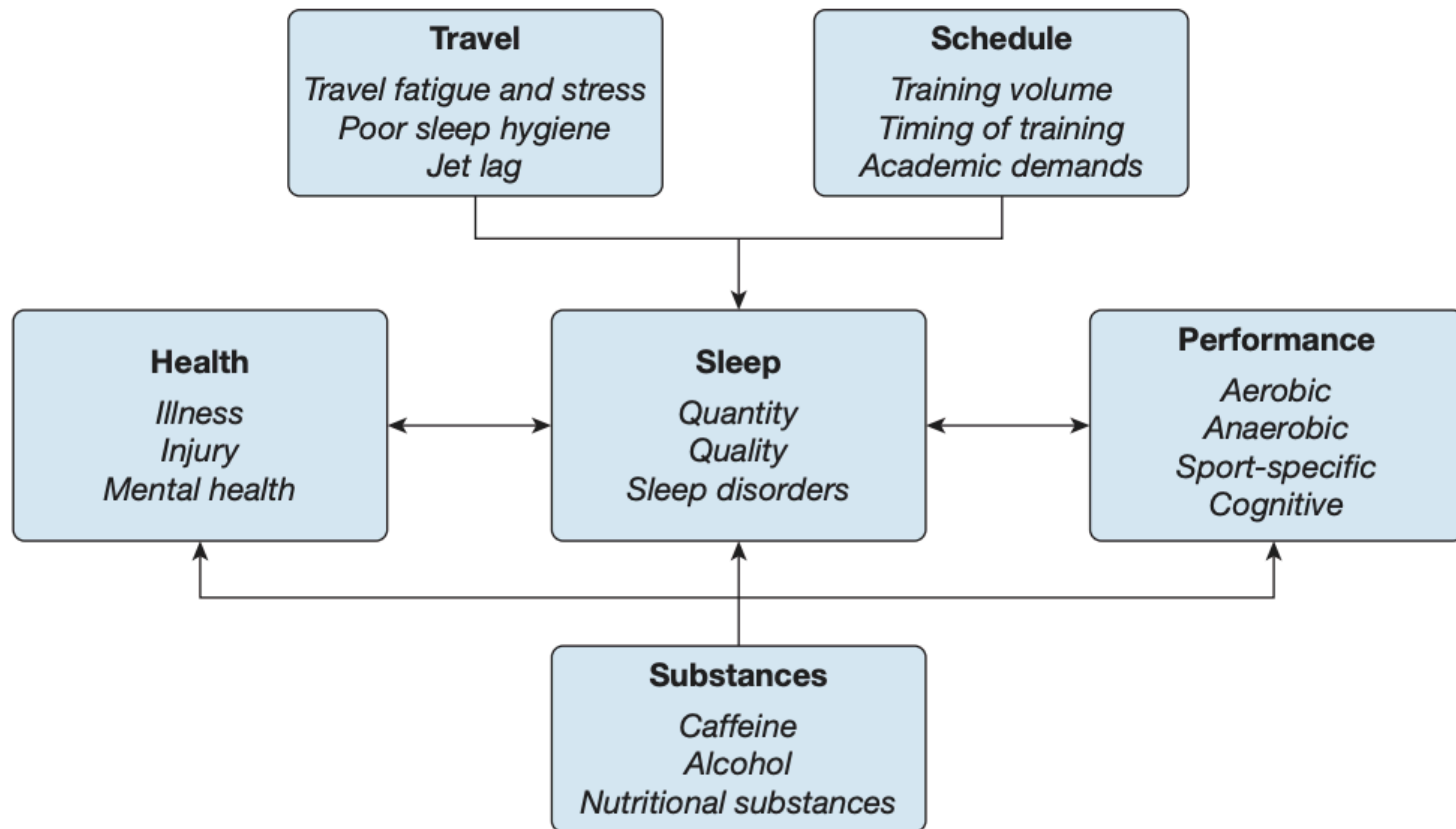 Travel
Travel fatigue and stress
Poor sleep hygiene
Jet lag
Schedule
Training volume
Timing of training
Academic demands
Health
Illness
Injury
Mental health
Sleep
Quantity
Quality
Sleep disorders
Performance
Aerobic
Anaerobic
Sport-specific
Cognitive
Substances
Caffeine
Alcohol
Nutritional substances